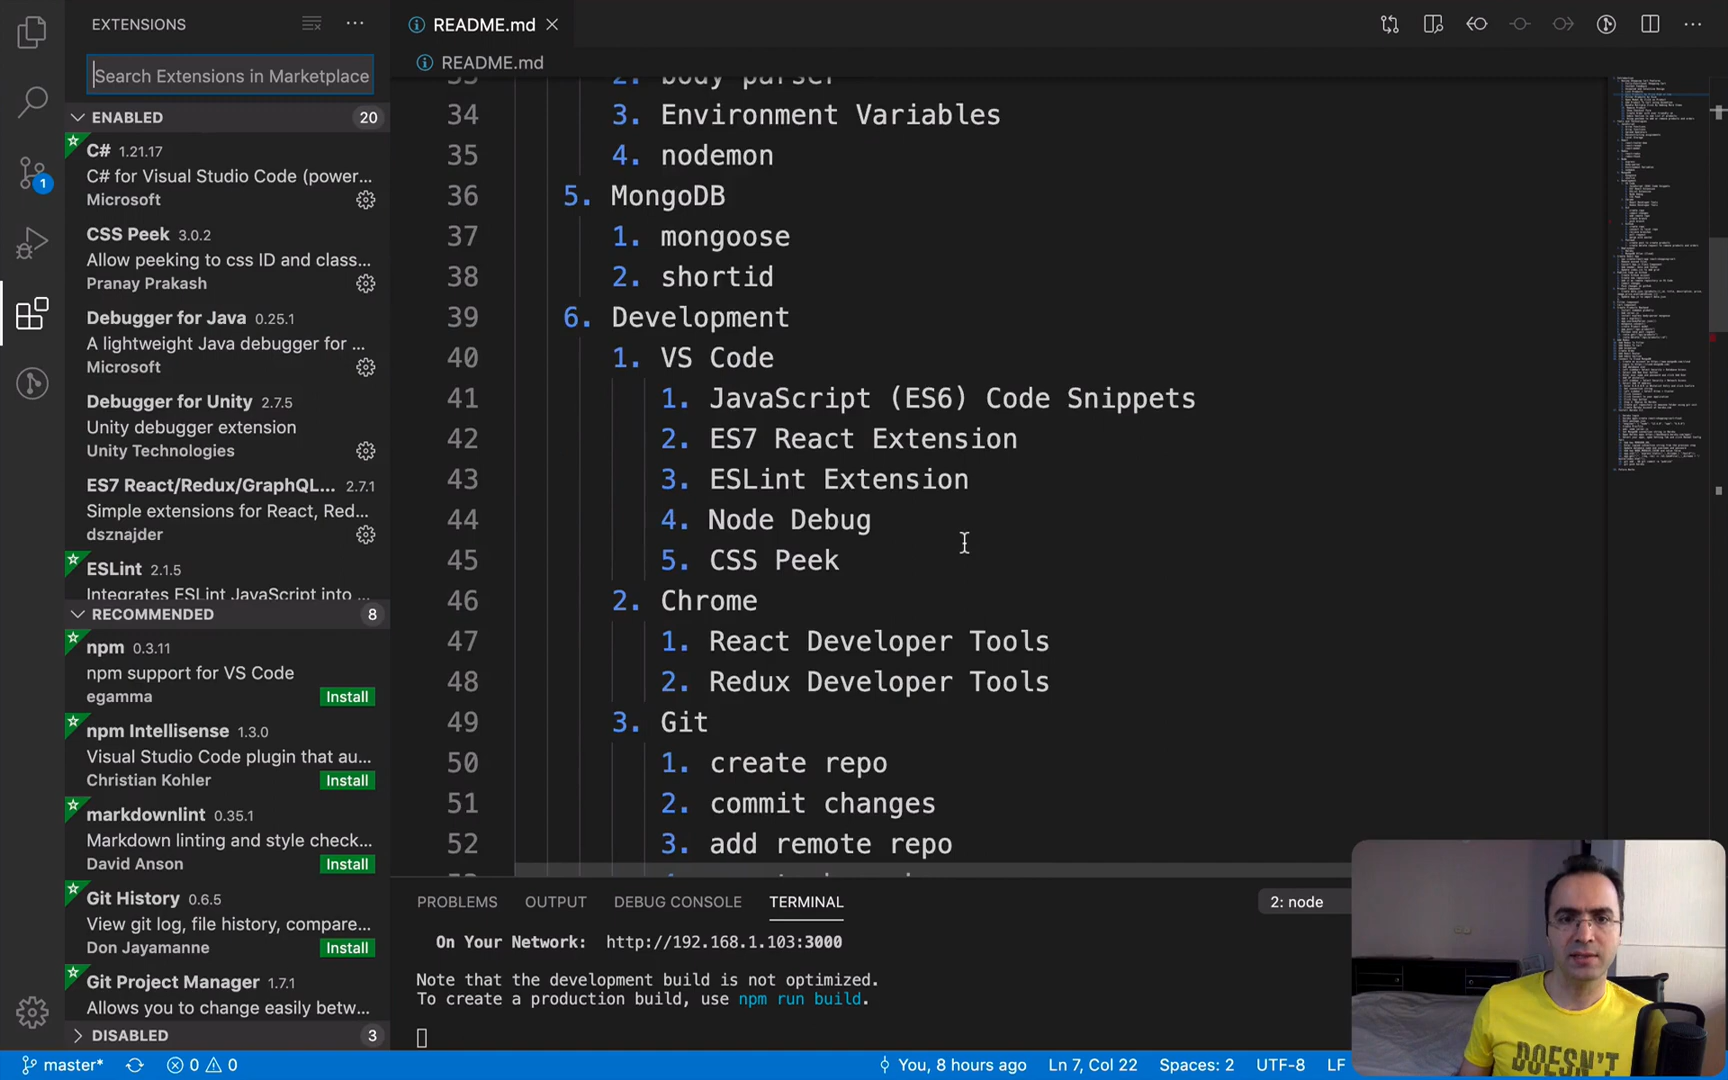 EXTENSIONS
Search Extensions in Marketplace
ENABLED 20
C# 1.21.17
C# for Visual Studio Code (power...
Microsoft
CSS Peek 3.0.2
Allow peeking to css ID and class...
Pranay Prakash
Debugger for Java 0.25.1
A lightweight Java debugger for ...
Microsoft
Debugger for Unity 2.7.5
Unity debugger extension
Unity Technologies
ES7 React/Redux/GraphQL... 2.7.1
Simple extensions for React, Red...
dsznajder
ESLint 2.1.5
Integrates ESLint JavaScript into ...
RECOMMENDED 8
npm 0.3.11
npm support for VS Code
egamma Install
npm Intellisense 1.3.0
Visual Studio Code plugin that au...
Christian Kohler Install
markdownlint 0.35.1
Markdown linting and style check...
David Anson Install
Git History 0.6.5
View git log, file history, compare...
Don Jayamanne Install
Git Project Manager 1.7.1
Allows you to change easily betw...
DISABLED 3
1
README.md
README.md
33 2. body parser
34 3. Environment Variables
35 4. nodemon
36 5. MongoDB
37 1. mongoose
38 2. shortid
39 6. Development
40 1. VS Code
41 1. JavaScript (ES6) Code Snippets
42 2. ES7 React Extension
43 3. ESLint Extension
44 4. Node Debug
45 5. CSS Peek
46 2. Chrome
47 1. React Developer Tools
48 2. Redux Developer Tools
49 3. Git
50 1. create repo
51 2. commit changes
52 3. add remote repo
PROBLEMS OUTPUT DEBUG CONSOLE TERMINAL 2: node
On Your Network: http://192.168.1.103:3000
Note that the development build is not optimized.
To create a production build, use npm run build.
DOESN'T
master* 0 0 You, 8 hours ago Ln 7, Col 22 Spaces: 2 UTF-8 LF